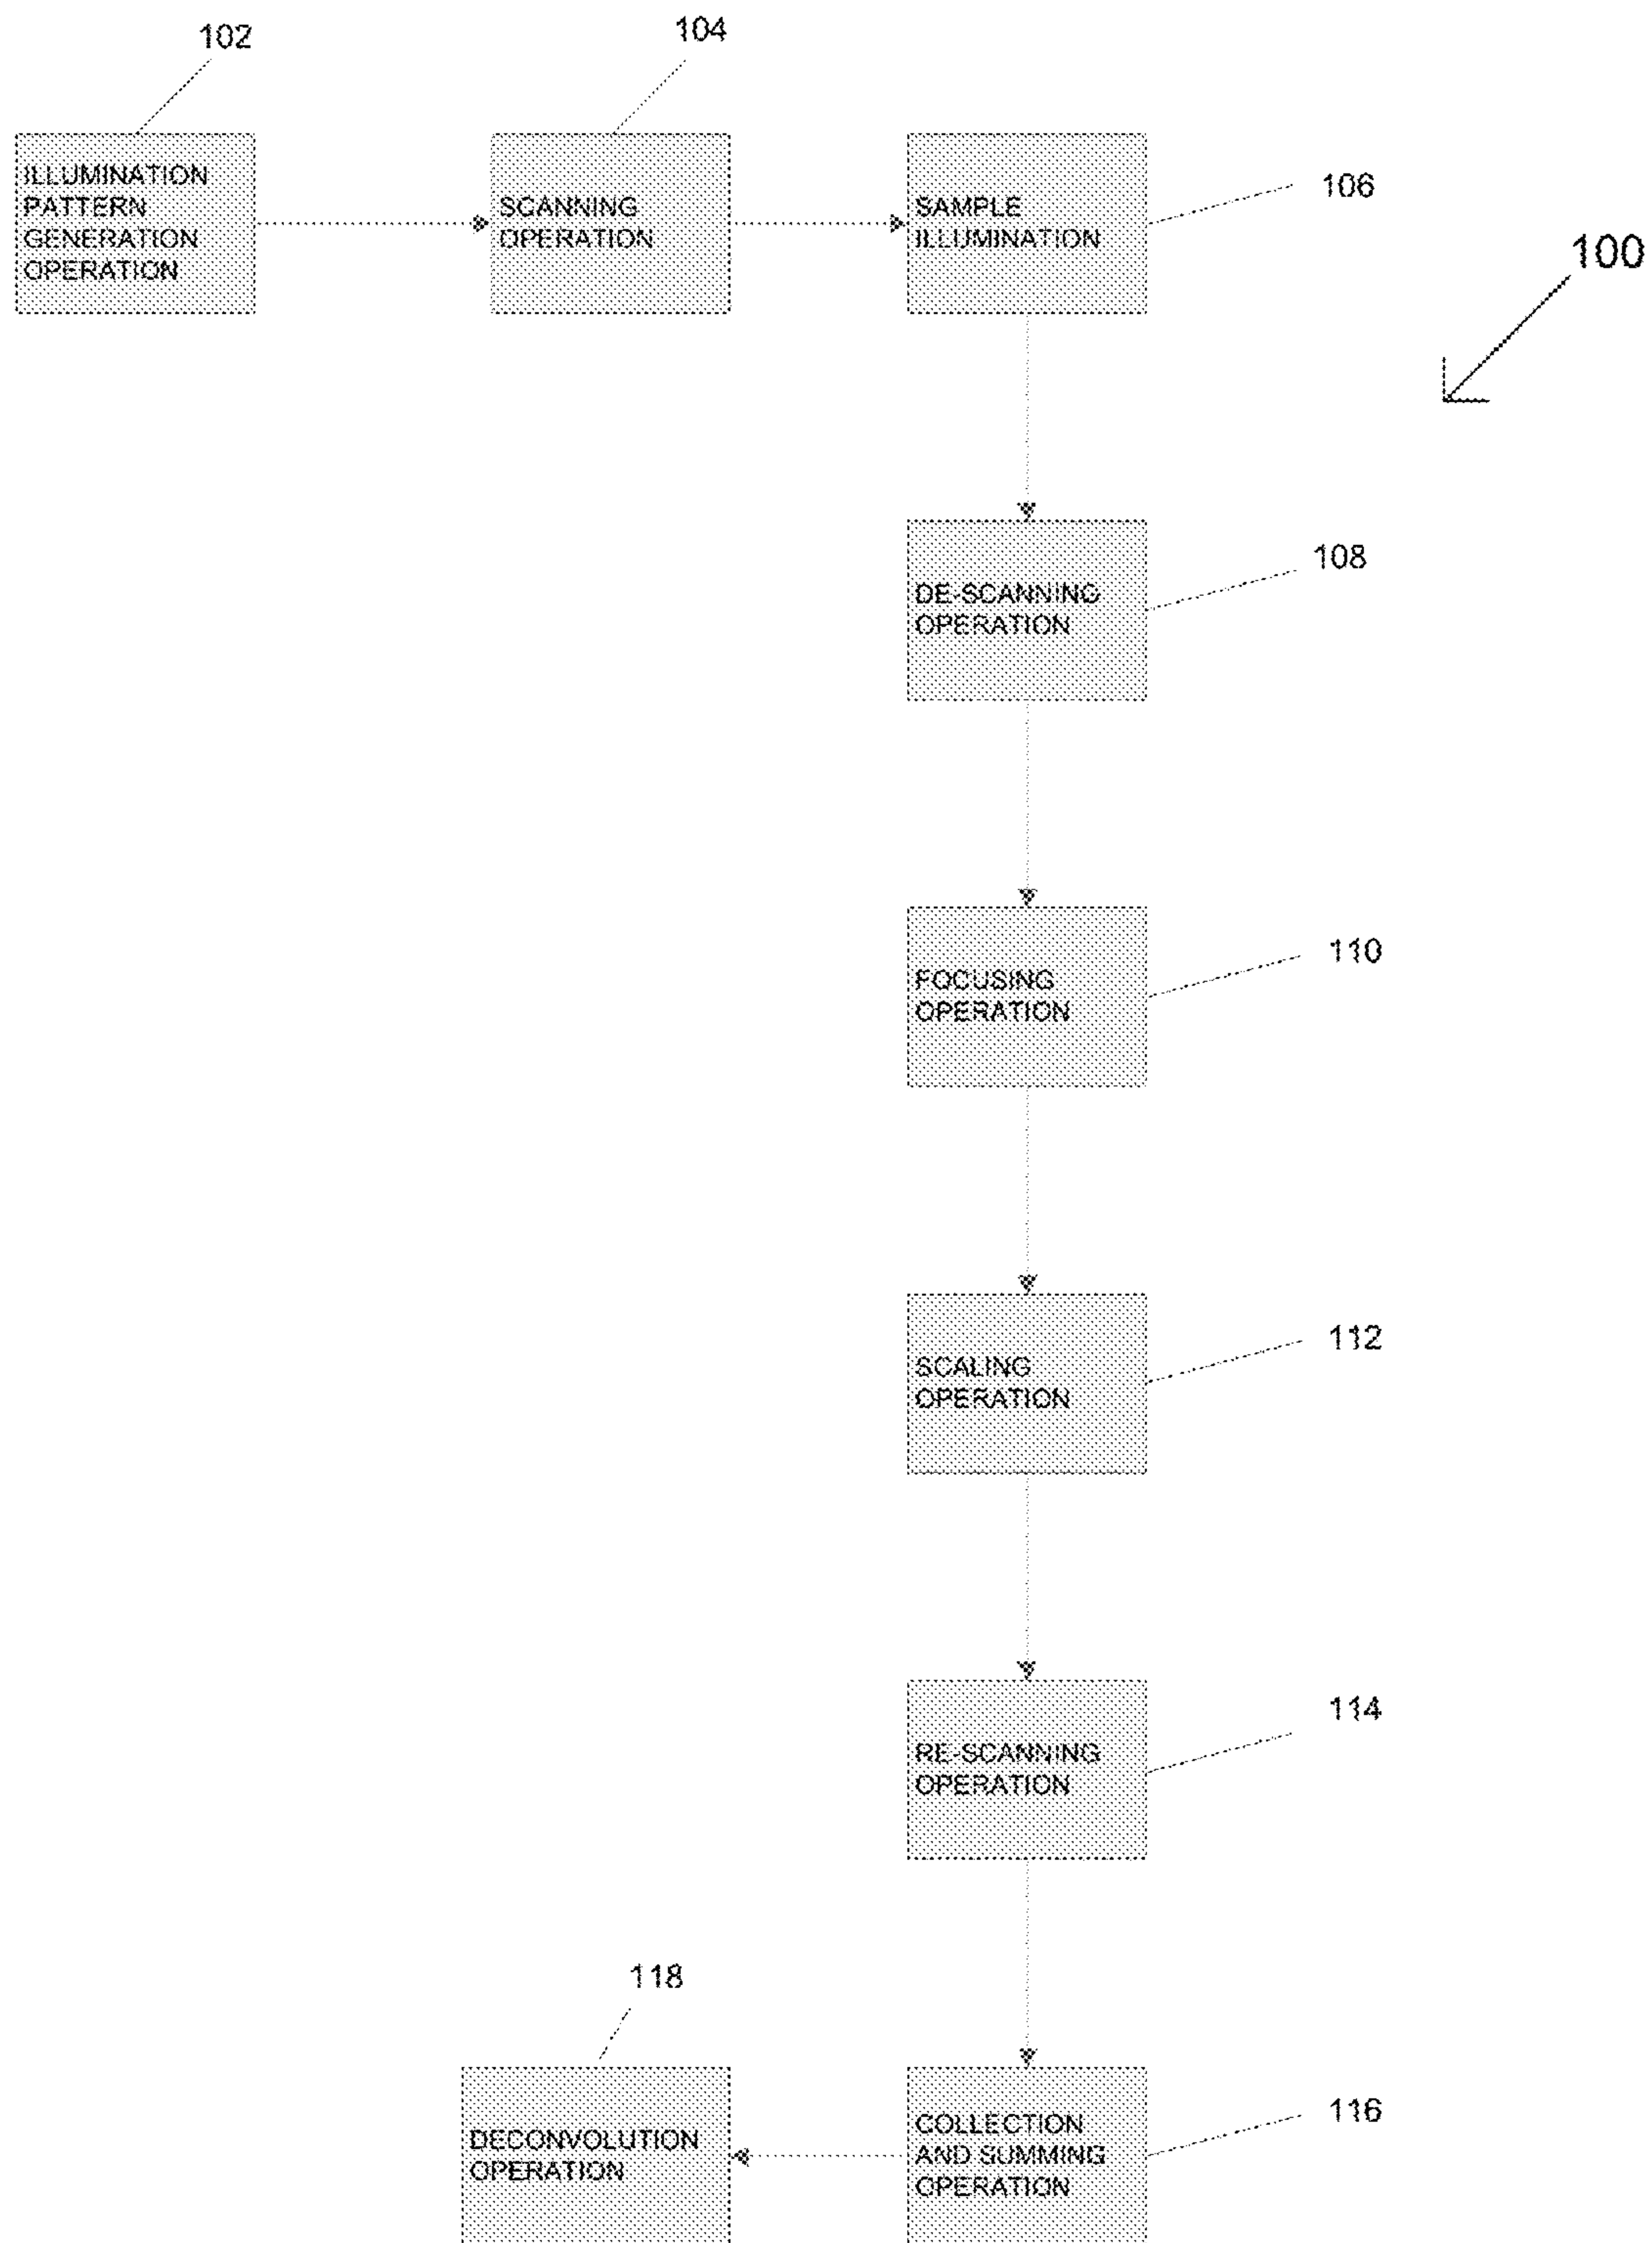 102
104
ILLUMINATION
PATTERN
GENERATION
OPERATION
SCANNING
OPERATION
SAMPLE
ILLUMINATION
106
100
DE-SCANNING
OPERATION
108
FOCUSING
OPERATION
110
SCALING
OPERATION
112
RE-SCANNING
OPERATION
114
118
DECONVOLUTION
OPERATION
COLLECTION
AND SUMMING
OPERATION
116